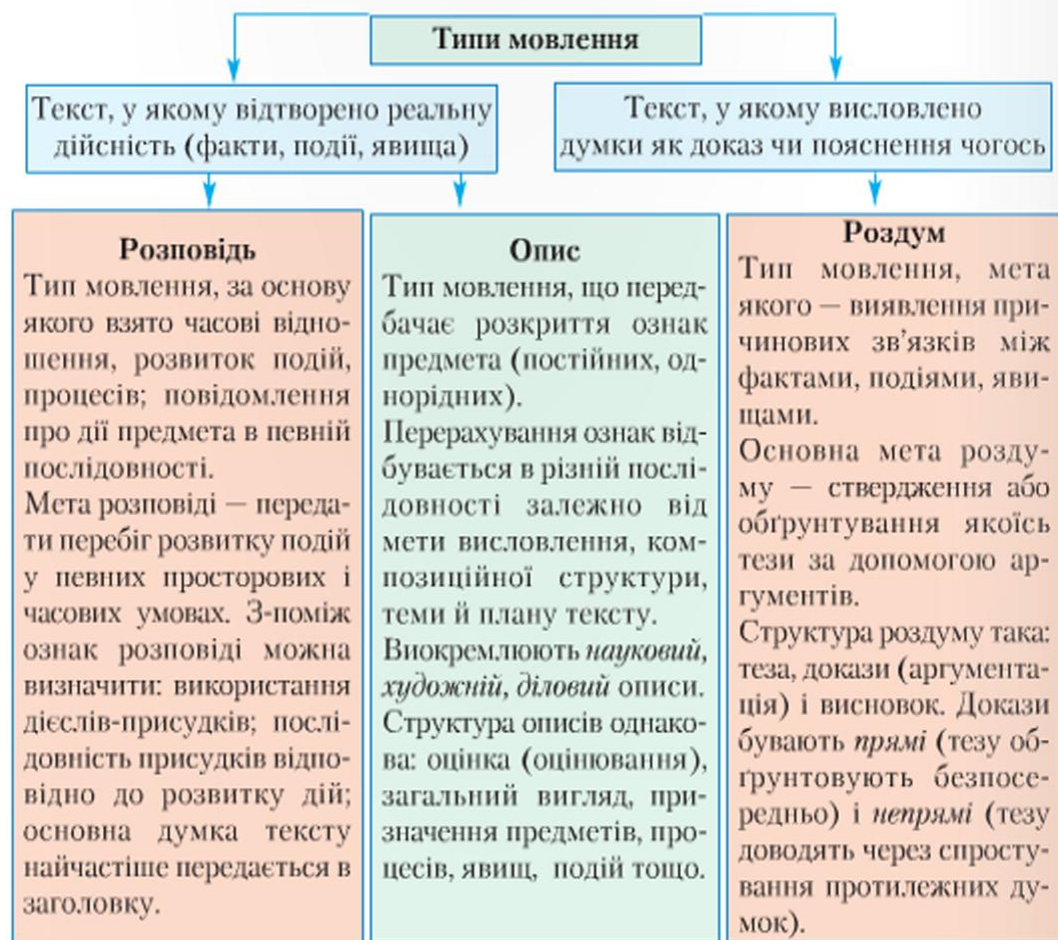 Типи мовлення
Текст, у якому відтворено реальну
дійсність (факти, події, явища)
Текст, у якому висловлено
думки як доказ чи пояснення чогось
Розповідь
Тип мовлення, за основу
якого взято часові відно-
шення, розвиток подій,
процесів; повідомлення
про дії предмета в певній
послідовності.
Мета розповіді — переда-
ти перебіг розвитку подій
у певних просторових і
часових умовах. З-поміж
ознак розповіді можна
визначити: використання
дієслів-присудків; послі-
довність присудків відпо-
відно до розвитку дій;
основна думка тексту
найчастіше передається в
заголовку.
Опис
Тип мовлення, що перед-
бачає розкриття ознак
предмета (постійних, од-
норідних).
Перерахування ознак від-
бувається в різній послі-
довності залежно від
мети висловлення, ком-
позиційної структури,
теми й плану тексту.
Виокремлюють науковий,
художній, діловий описи.
Структура описів однако-
ва: оцінка (оцінювання),
загальний вигляд, при-
значення предметів, про-
цесів, явищ, подій тощо.
Роздум
Тип мовлення, мета
якого — виявлення при-
чинових зв’язків між
фактами, подіями, яви-
щами.
Основна мета розду-
му — ствердження або
обґрунтування якоїсь
тези за допомогою ар-
гументів.
Структура роздуму така:
теза, докази (аргумента-
ція) і висновок. Докази
бувають прямі (тезу об-
ґрунтовують безпосе-
редньо) і непрямі (тезу
доводять через спросту-
вання протилежних ду-
мок).